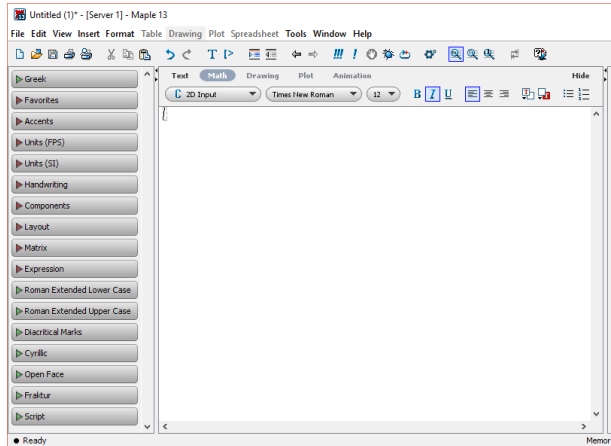 Untitled (1)* - [Server 1] - Maple 13
File Edit View Insert Format Table Drawing Plot Spreadsheet Tools Window Help
Text Math Drawing Plot Animation Hide
C 2D Input Times New Roman 12 B I U
Greek
Favorites
Accents
Units (FPS)
Units (SI)
Handwriting
Components
Layout
Matrix
Expression
Roman Extended Lower Case
Roman Extended Upper Case
Diacritical Marks
Cyrillic
Open Face
Fraktur
Script
Ready Memor